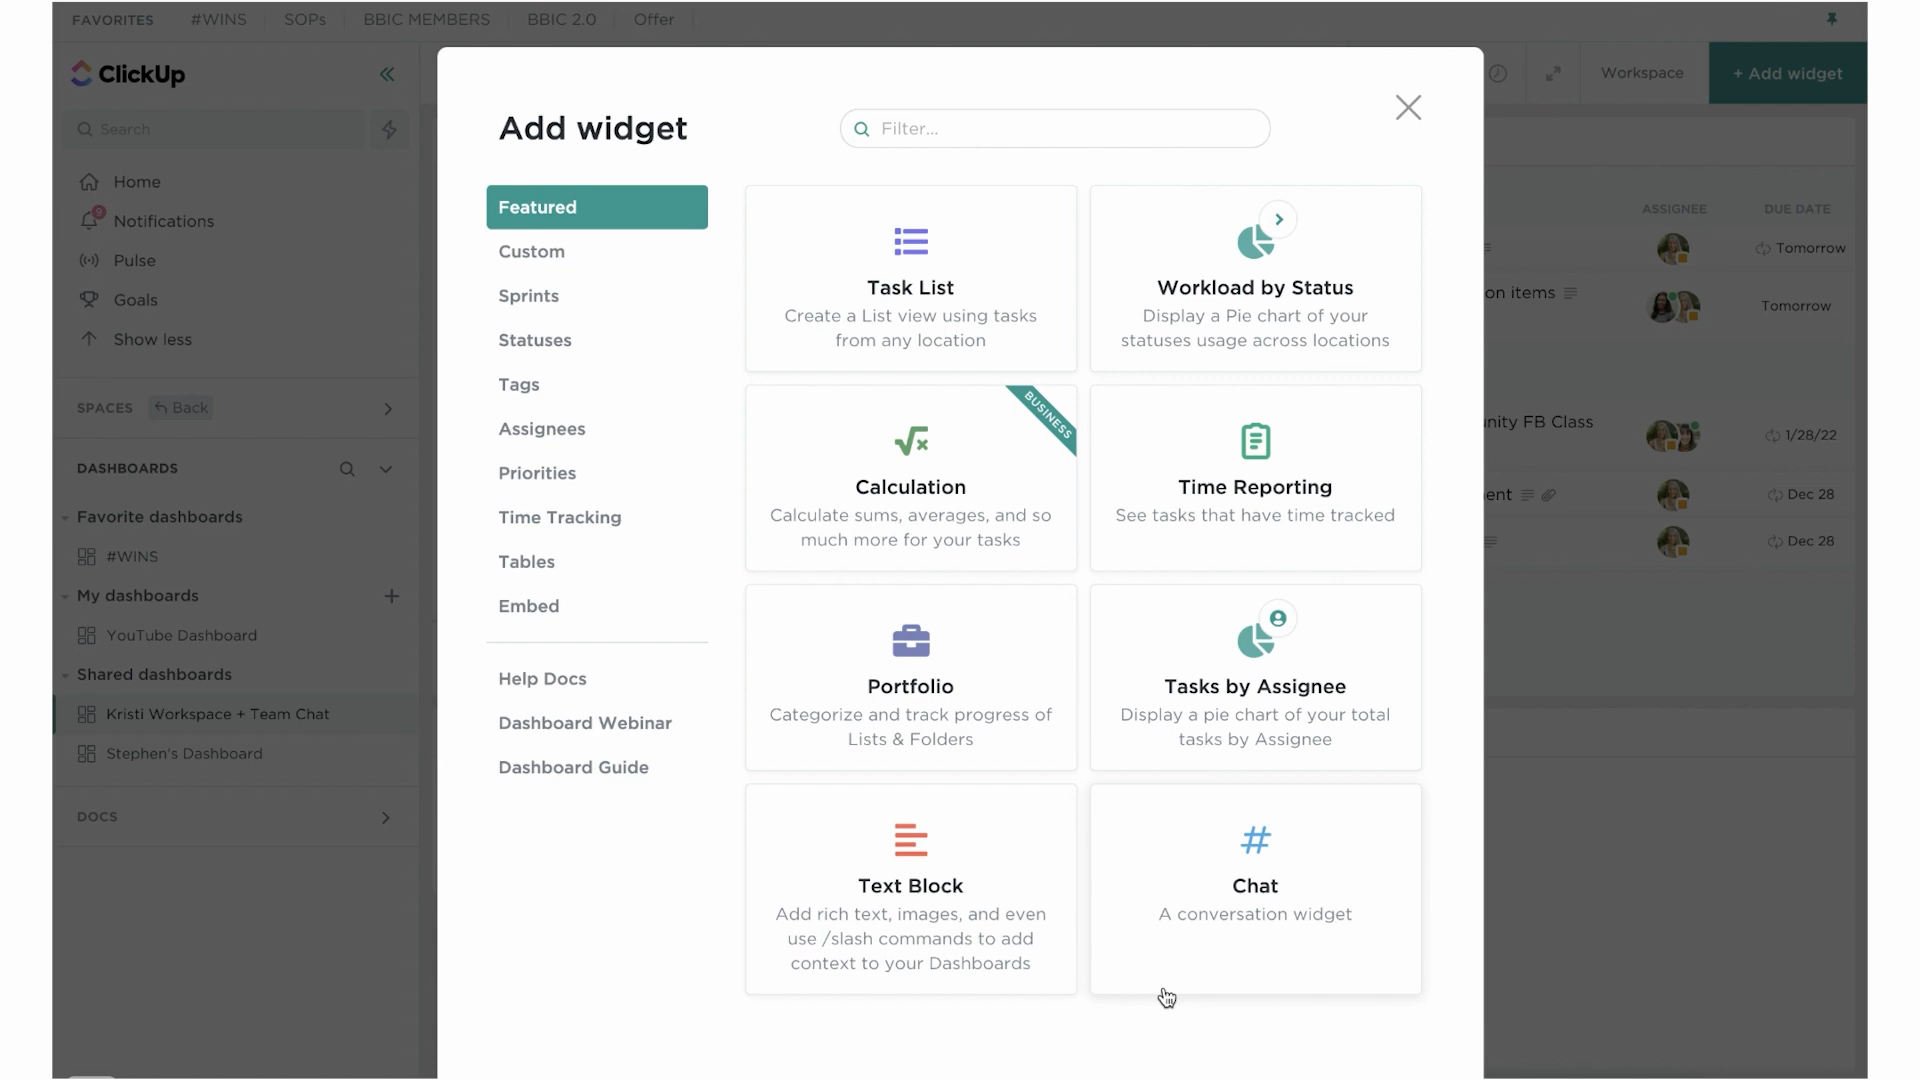 FAVORITES #WINS SOPs BBIC MEMBERS BBIC 2.0 Offer
ClickUp
Search
Home
9
Notifications
Pulse
Goals
Show less
SPACES Back
DASHBOARDS
Favorite dashboards
#WINS
My dashboards
YouTube Dashboard
Shared dashboards
Kristi Workspace + Team Chat
Stephen's Dashboard
DOCS
Add widget
Filter...
Featured
Custom
Sprints
Statuses
Tags
Assignees
Priorities
Time Tracking
Tables
Embed
Help Docs
Dashboard Webinar
Dashboard Guide
Task List
Create a List view using tasks
from any location
Workload by Status
Display a Pie chart of your
statuses usage across locations
BUSINESS
Calculation
Calculate sums, averages, and so
much more for your tasks
Time Reporting
See tasks that have time tracked
Portfolio
Categorize and track progress of
Lists & Folders
Tasks by Assignee
Display a pie chart of your total
tasks by Assignee
Text Block
Add rich text, images, and even
use /slash commands to add
context to your Dashboards
Chat
A conversation widget
Workspace
+ Add widget
ASSIGNEE DUE DATE
Tomorrow
on items Tomorrow
nity FB Class 1/28/22
ent Dec 28
Dec 28